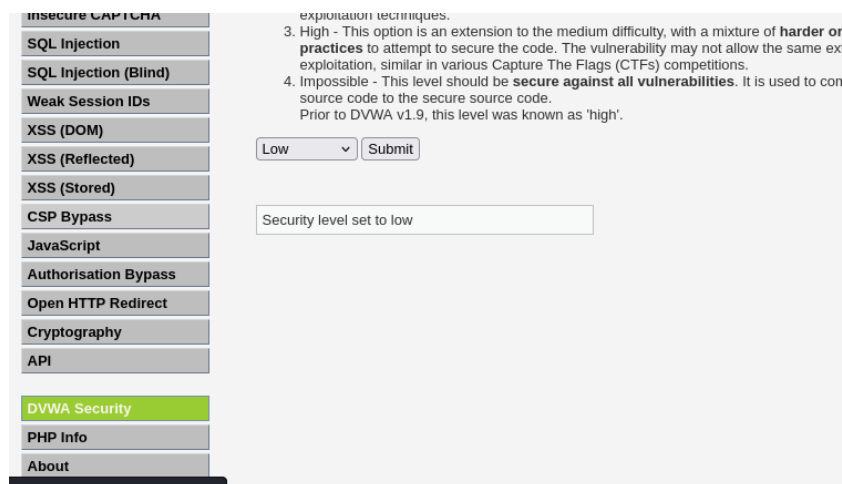 Insecure CAPTCHA
SQL Injection
SQL Injection (Blind)
Weak Session IDs
XSS (DOM)
XSS (Reflected)
XSS (Stored)
CSP Bypass
JavaScript
Authorisation Bypass
Open HTTP Redirect
Cryptography
API
DVWA Security
PHP Info
About
exploitation techniques.
3. High - This option is an extension to the medium difficulty, with a mixture of harder or
practices to attempt to secure the code. The vulnerability may not allow the same ex
exploitation, similar in various Capture The Flags (CTFs) competitions.
4. Impossible - This level should be secure against all vulnerabilities. It is used to com
source code to the secure source code.
Prior to DVWA v1.9, this level was known as 'high'.
Low Submit
Security level set to low